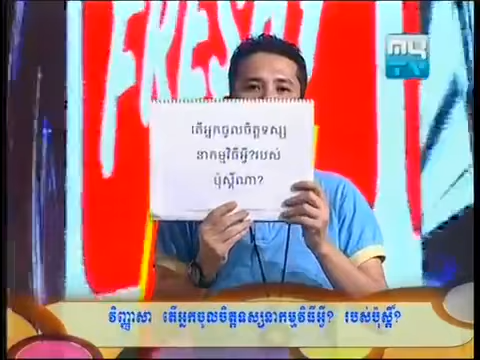 FRESHY
MY
TV
តើអ្នកចូលចិត្តទស្ស
នាកម្មវិធីអ្វី?របស់
ប៉ុស្តិ៍ណា?
វិញ្ញាសា តើអ្នកចូលចិត្តទស្សនាកម្មវិធីអ្វី? របស់ប៉ុស្តិ៍?